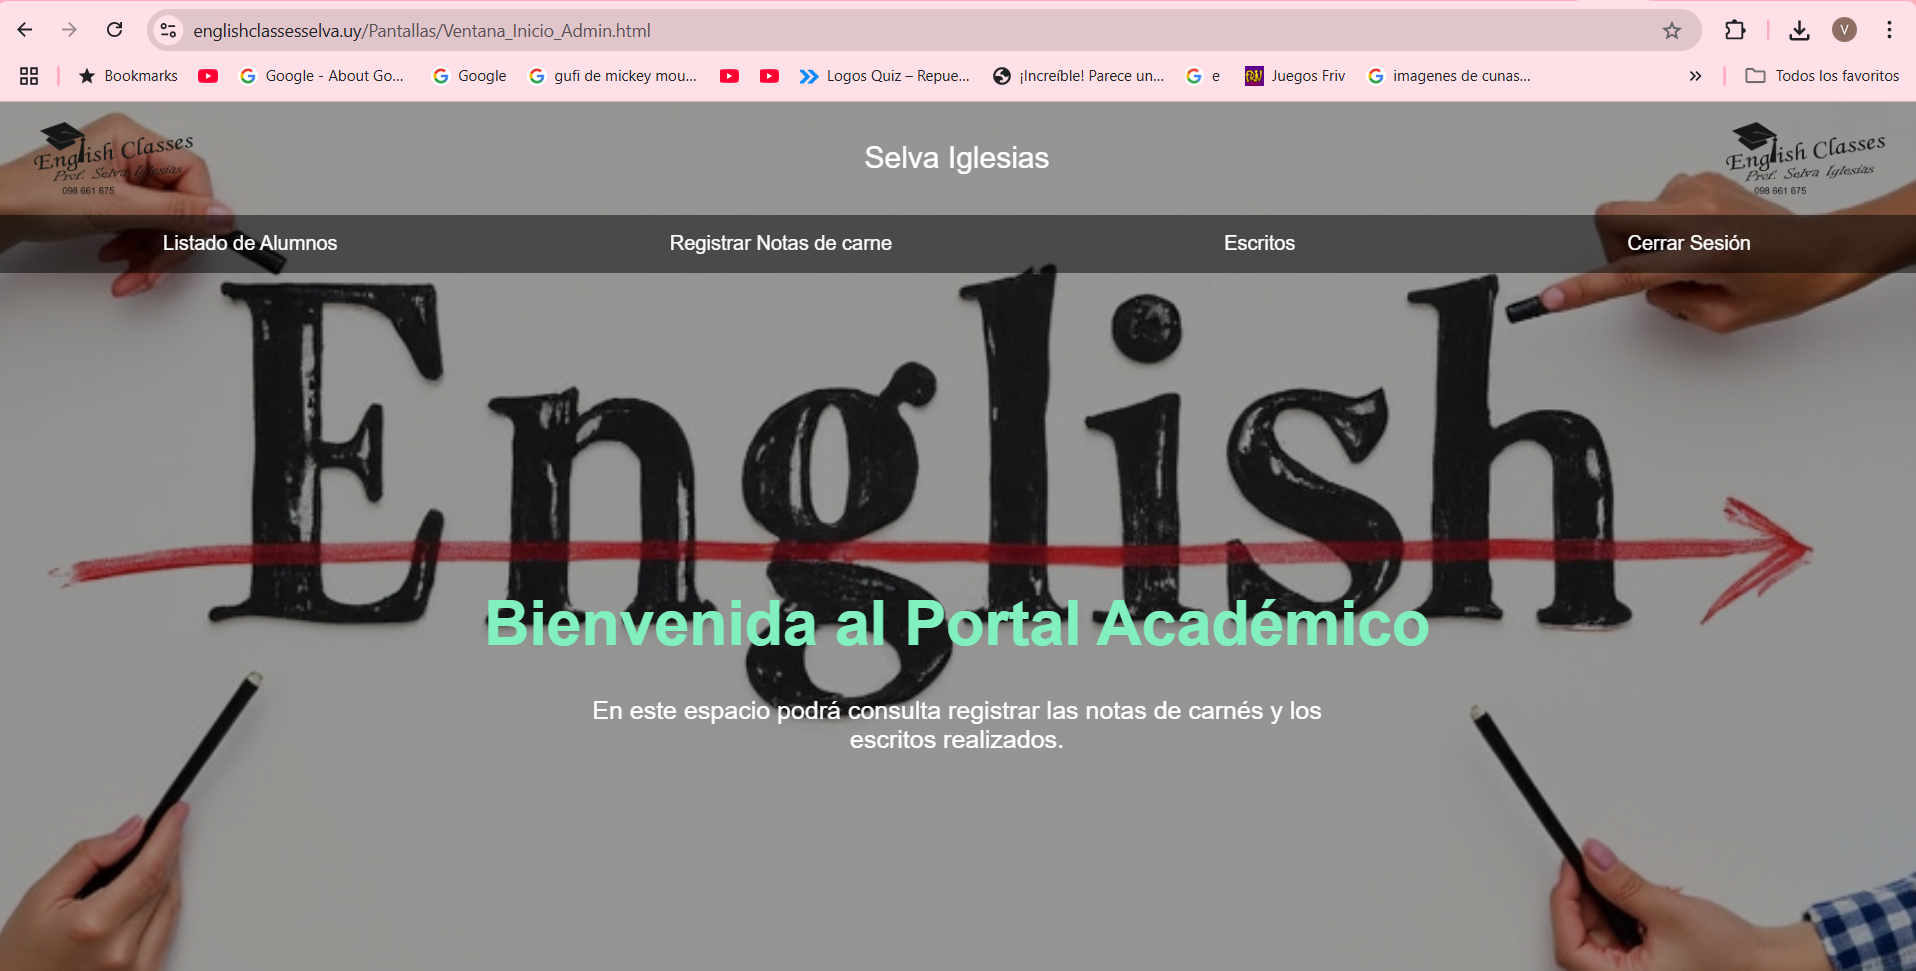 englishclassesselva.uy/Pantallas/Ventana_Inicio_Admin.html
V
Bookmarks
Google - About Go...
Google
gufi de mickey mou...
Logos Quiz – Repue...
¡Increíble! Parece un...
e
FRIV
Juegos Friv
imagenes de cunas...
»
Todos los favoritos
English Classes
Prof. Selva Iglesias
098 661 675
Selva Iglesias
English Classes
Prof. Selva Iglesias
098 661 675
Listado de Alumnos
Registrar Notas de carne
Escritos
Cerrar Sesión
English
Bienvenida al Portal Académico
En este espacio podrá consulta registrar las notas de carnés y los
escritos realizados.